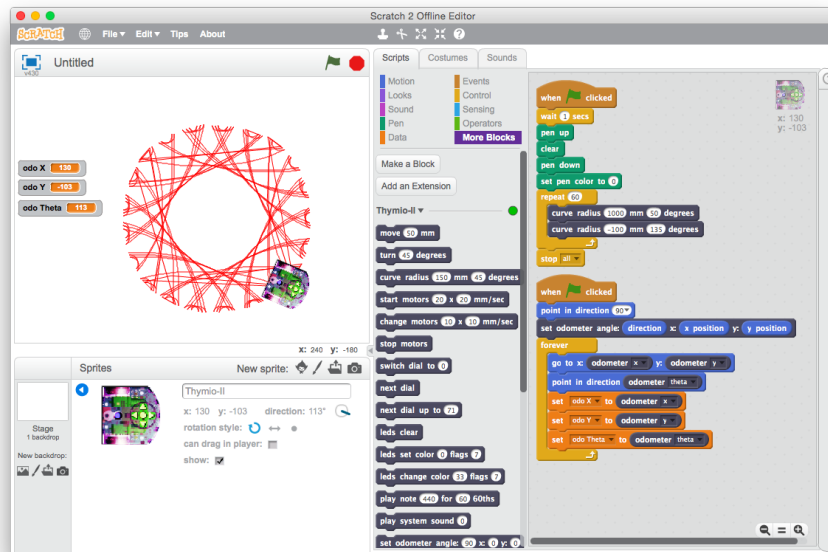 Scratch 2 Offline Editor
SCRATCH File▾ Edit▾ Tips About
v430 Untitled
odo X 130
odo Y -103
odo Theta 113
x: 240 y: -180
Sprites New sprite:
Stage
1 backdrop
New backdrop:
Thymio-II
x: 130 y: -103 direction: 113°
rotation style:
can drag in player:
show:
Scripts Costumes Sounds
Motion Events
Looks Control
Sound Sensing
Pen Operators
Data More Blocks
Make a Block
Add an Extension
Thymio-II ▾
move 50 mm
turn 45 degrees
curve radius 150 mm 45 degrees
start motors 20 x 20 mm/sec
change motors 10 x 10 mm/sec
stop motors
switch dial to 0
next dial
next dial up to 71
leds clear
leds set color 0 flags 7
leds change color 33 flags 7
play note 440 for 60 60ths
play system sound 0
set odometer angle: 90 x: 0 y: 0
x: 130
y: -103
when clicked
wait 1 secs
pen up
clear
pen down
set pen color to 0
repeat 60
curve radius 1000 mm 50 degrees
curve radius -100 mm 135 degrees
stop all ▾
when clicked
point in direction 90▾
set odometer angle: direction x: x position y: y position
forever
go to x: odometer x ▾ y: odometer y ▾
point in direction odometer theta ▾
set odo X ▾ to odometer x ▾
set odo Y ▾ to odometer y ▾
set odo Theta ▾ to odometer theta ▾